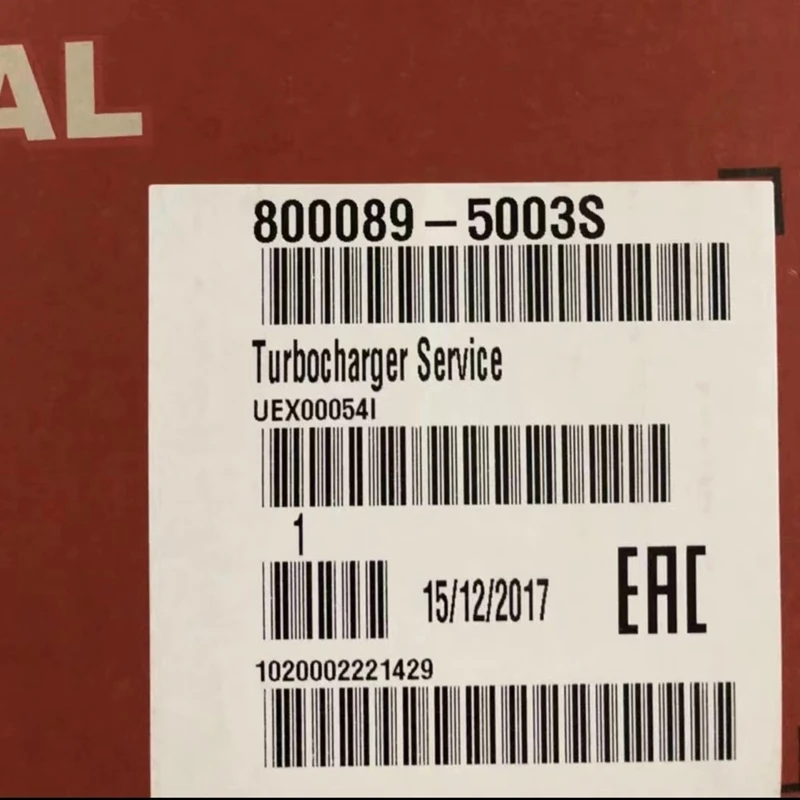 AL
800089-5003S
Turbocharger Service
UEX00054I
1
15/12/2017
EAC
1020002221429